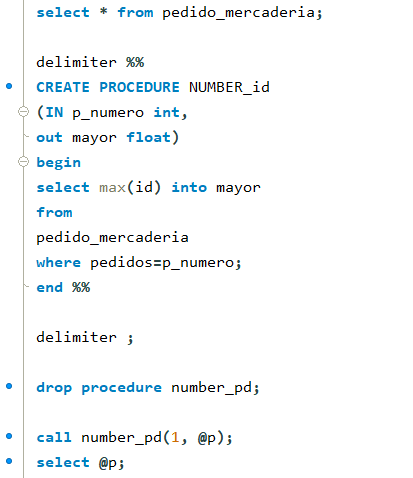 select * from pedido_mercaderia;
delimiter %%
CREATE PROCEDURE NUMBER_id
(IN p_numero int,
out mayor float)
begin
select max(id) into mayor
from
pedido_mercaderia
where pedidos=p_numero;
end %%
delimiter ;
drop procedure number_pd;
call number_pd(1, @p);
select @p;